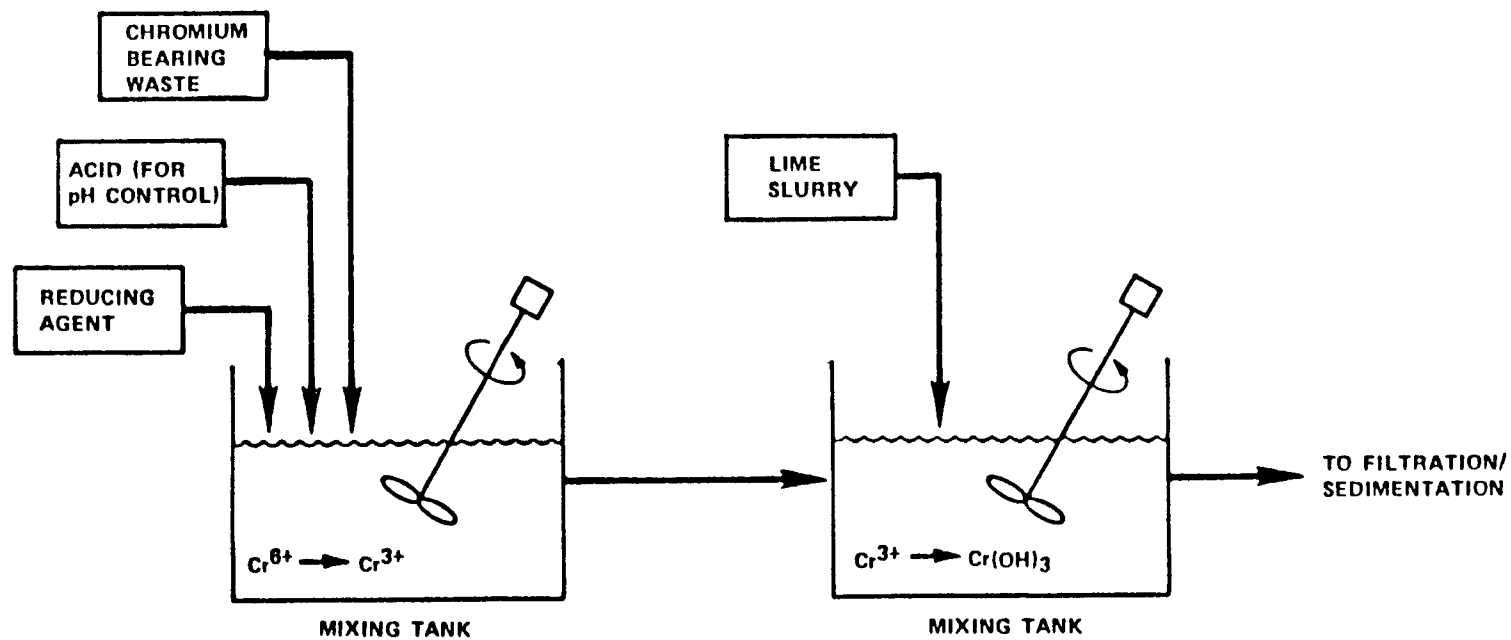 CHROMIUM
BEARING
WASTE
ACID (FOR
pH CONTROL)
REDUCING
AGENT
LIME
SLURRY
TO FILTRATION/
SEDIMENTATION
Cr⁶⁺ → Cr³⁺
Cr³⁺ → Cr(OH)₃
MIXING TANK
MIXING TANK